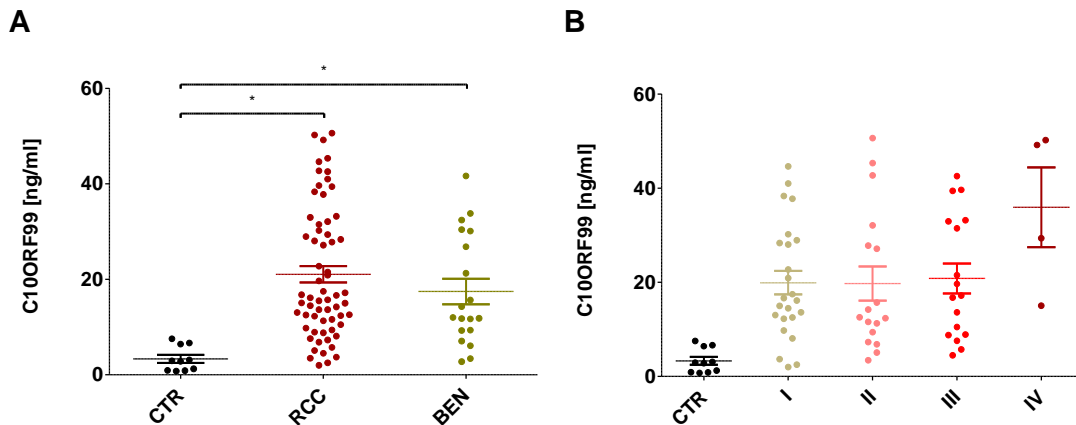 A
C10ORF99 [ng/ml]
60
40
20
0
*
*
CTR
RCC
BEN
B
C10ORF99 [ng/ml]
60
40
20
0
CTR
I
II
III
IV